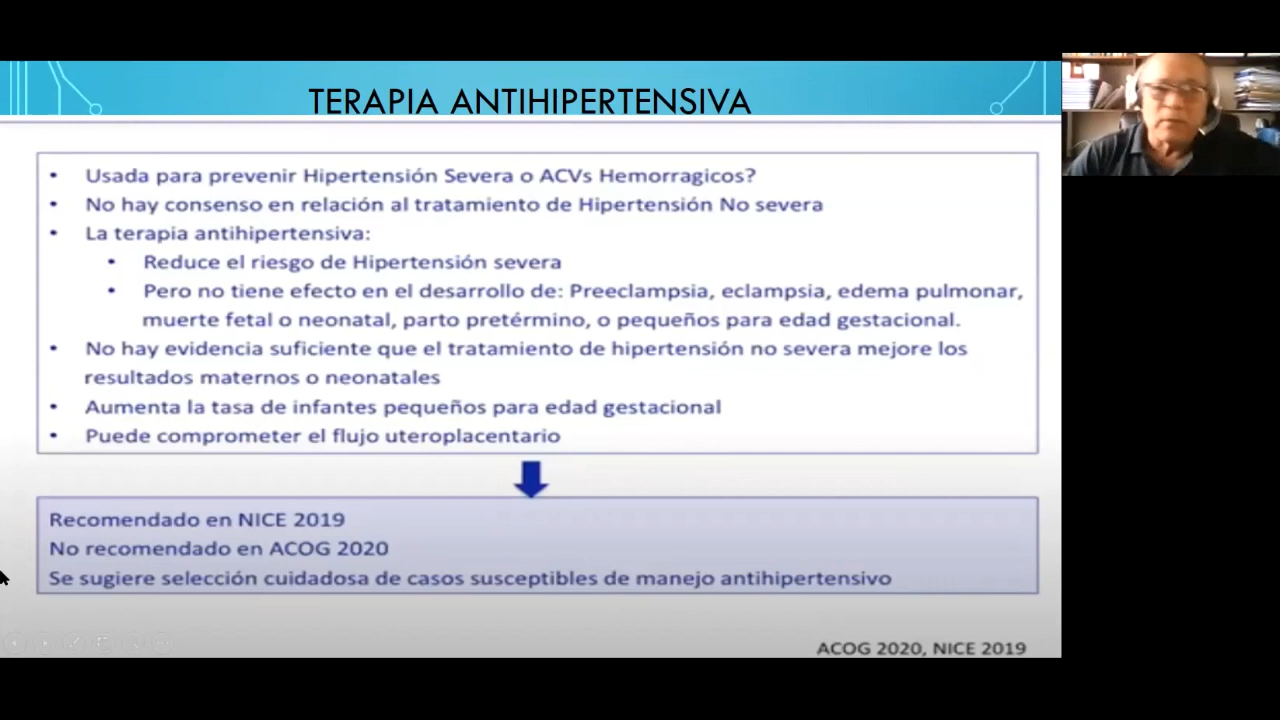 TERAPIA ANTIHIPERTENSIVA
• Usada para prevenir Hipertensión Severa o ACVs Hemorragicos?
• No hay consenso en relación al tratamiento de Hipertensión No severa
• La terapia antihipertensiva:
• Reduce el riesgo de Hipertensión severa
• Pero no tiene efecto en el desarrollo de: Preeclampsia, eclampsia, edema pulmonar,
muerte fetal o neonatal, parto pretérmino, o pequeños para edad gestacional.
• No hay evidencia suficiente que el tratamiento de hipertensión no severa mejore los
resultados maternos o neonatales
• Aumenta la tasa de infantes pequeños para edad gestacional
• Puede comprometer el flujo uteroplacentario
Recomendado en NICE 2019
No recomendado en ACOG 2020
Se sugiere selección cuidadosa de casos susceptibles de manejo antihipertensivo
ACOG 2020, NICE 2019